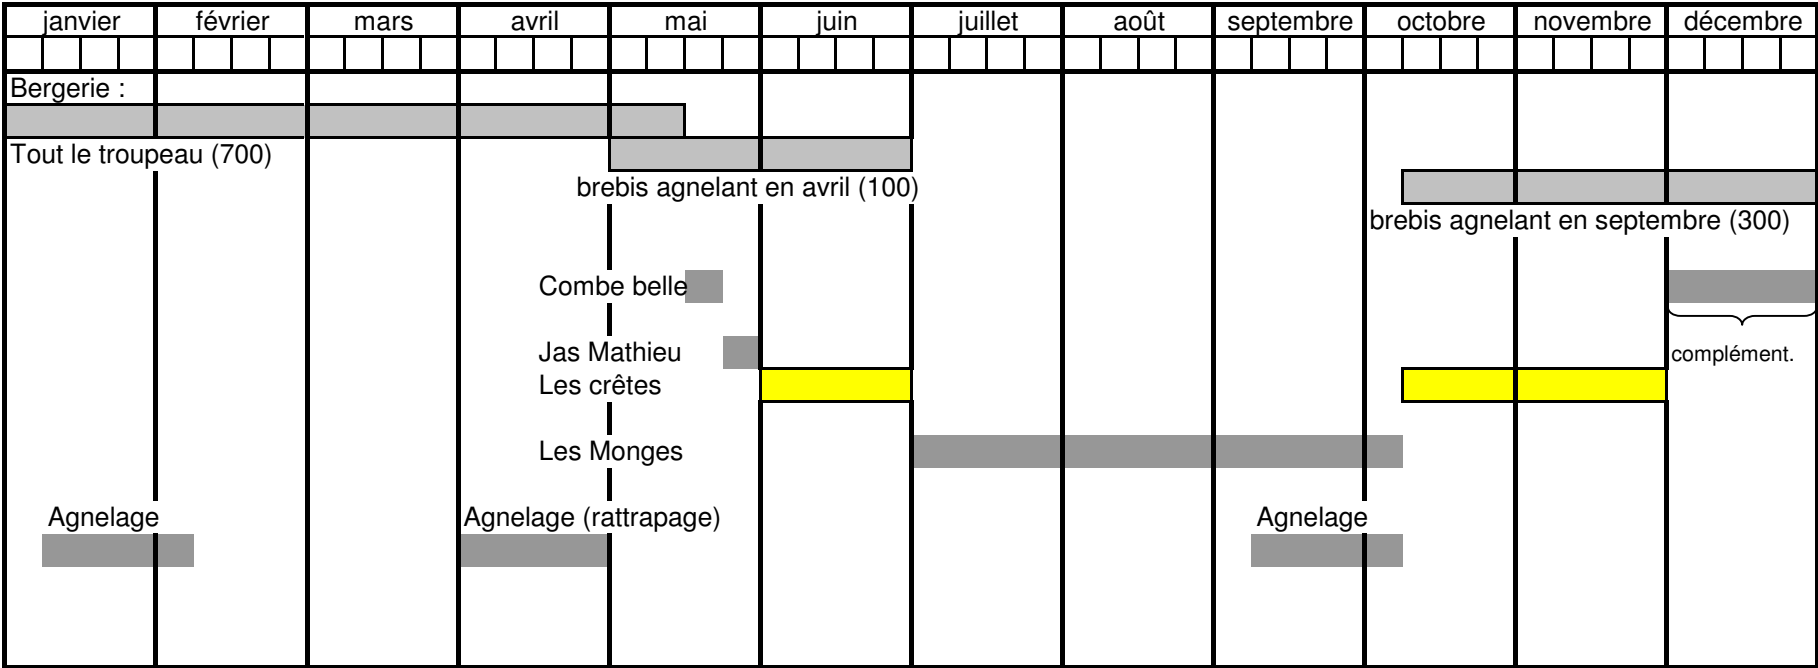 janvier février mars avril mai juin juillet août septembre octobre novembre décembre
Bergerie :
Tout le troupeau (700)
brebis agnelant en avril (100)
brebis agnelant en septembre (300)
Combe belle
Jas Mathieu
complément.
Les crêtes
Les Monges
Agnelage Agnelage (rattrapage) Agnelage